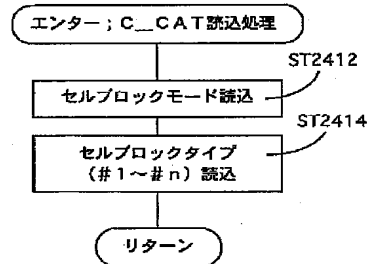 エンター；C＿CAT読込処理
ST2412
セルブロックモード読込
ST2414
セルブロックタイプ
（＃1～＃n）読込
リターン